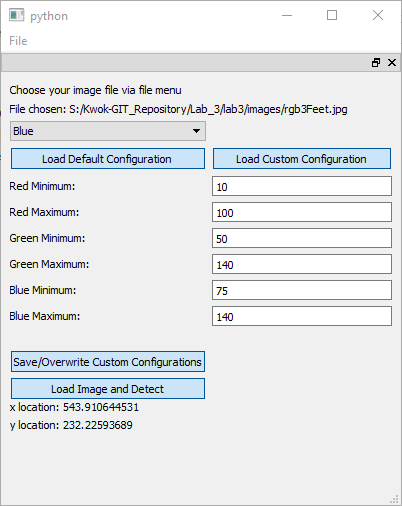 python
File
Choose your image file via file menu
File chosen: S:/Kwok-GIT_Repository/Lab_3/lab3/images/rgb3Feet.jpg
Blue
Load Default Configuration Load Custom Configuration
Red Minimum: 10
Red Maximum: 100
Green Minimum: 50
Green Maximum: 140
Blue Minimum: 75
Blue Maximum: 140
Save/Overwrite Custom Configurations
Load Image and Detect
x location: 543.910644531
y location: 232.22593689